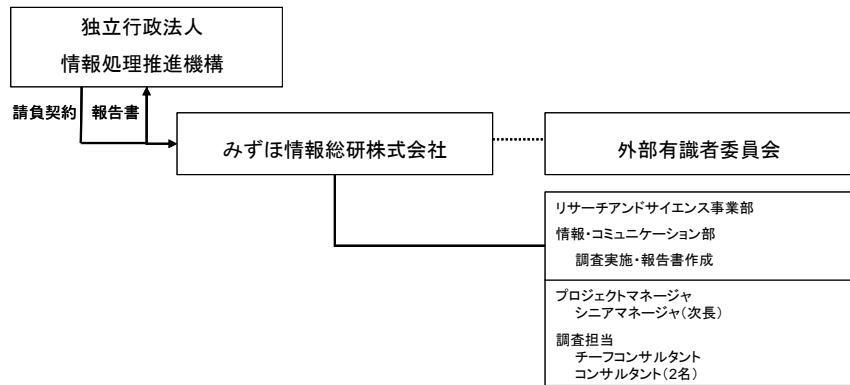 独立行政法人
情報処理推進機構
請負契約 報告書
みずほ情報総研株式会社
外部有識者委員会
リサーチアンドサイエンス事業部
情報・コミュニケーション部
調査実施・報告書作成
プロジェクトマネージャ
シニアマネージャ(次長)
調査担当
チーフコンサルタント
コンサルタント(2名)